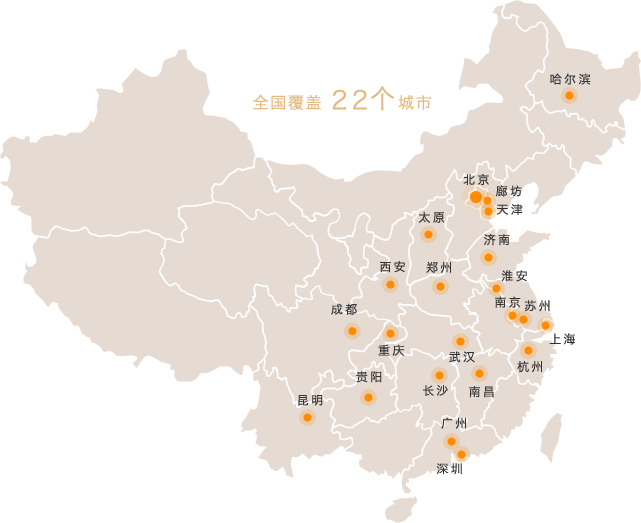 哈尔滨
全国覆盖 22个城市
北京
廊坊
天津
太原
济南
西安
郑州
淮安
南京
苏州
成都
上海
重庆
武汉
杭州
贵阳
长沙
南昌
昆明
广州
深圳